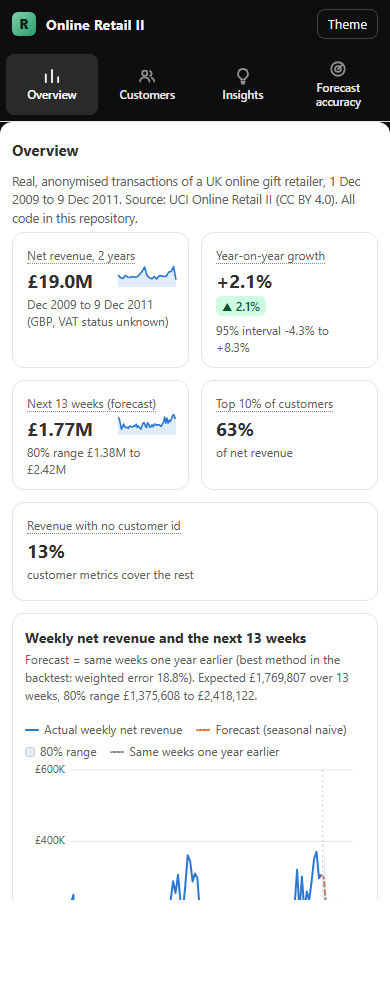 R
Online Retail II
Theme
Overview
Customers
Insights
Forecast
accuracy
Overview
Real, anonymised transactions of a UK online gift retailer, 1 Dec
2009 to 9 Dec 2011. Source: UCI Online Retail II (CC BY 4.0). All
code in this repository.
Net revenue, 2 years
£19.0M
Dec 2009 to 9 Dec 2011
(GBP, VAT status unknown)
Year-on-year growth
+2.1%
▲ 2.1%
95% interval -4.3% to
+8.3%
Next 13 weeks (forecast)
£1.77M
80% range £1.38M to
£2.42M
Top 10% of customers
63%
of net revenue
Revenue with no customer id
13%
customer metrics cover the rest
Weekly net revenue and the next 13 weeks
Forecast = same weeks one year earlier (best method in the
backtest: weighted error 18.8%). Expected £1,769,807 over 13
weeks, 80% range £1,375,608 to £2,418,122.
Actual weekly net revenue
Forecast (seasonal naive)
80% range
Same weeks one year earlier
£600K
£400K